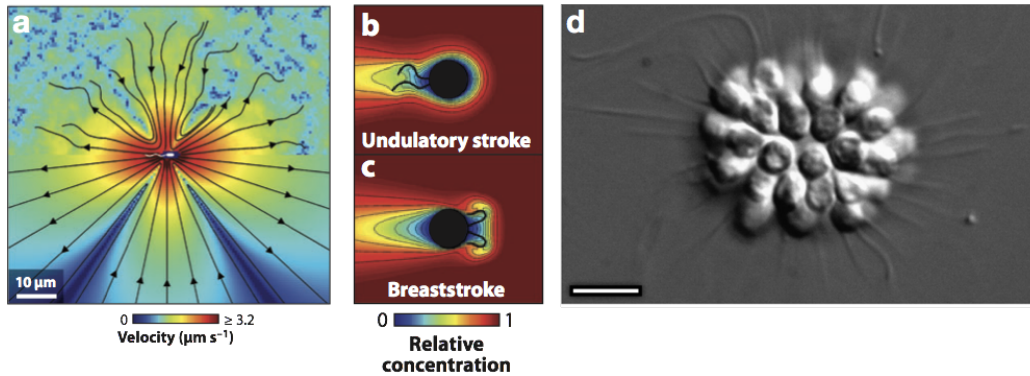 a
10 µm
0
≥ 3.2
Velocity (µm s⁻¹)
b
Undulatory stroke
c
Breaststroke
0
1
Relative
concentration
d